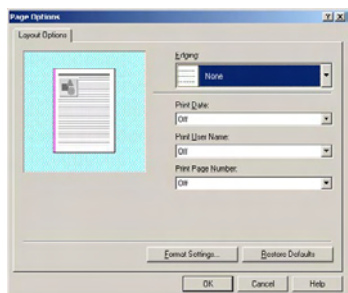 Page Options
Layout Options
Edging:
None
Print Date:
Off
Print User Name:
Off
Print Page Number:
Off
Format Settings...
Restore Defaults
OK
Cancel
Help